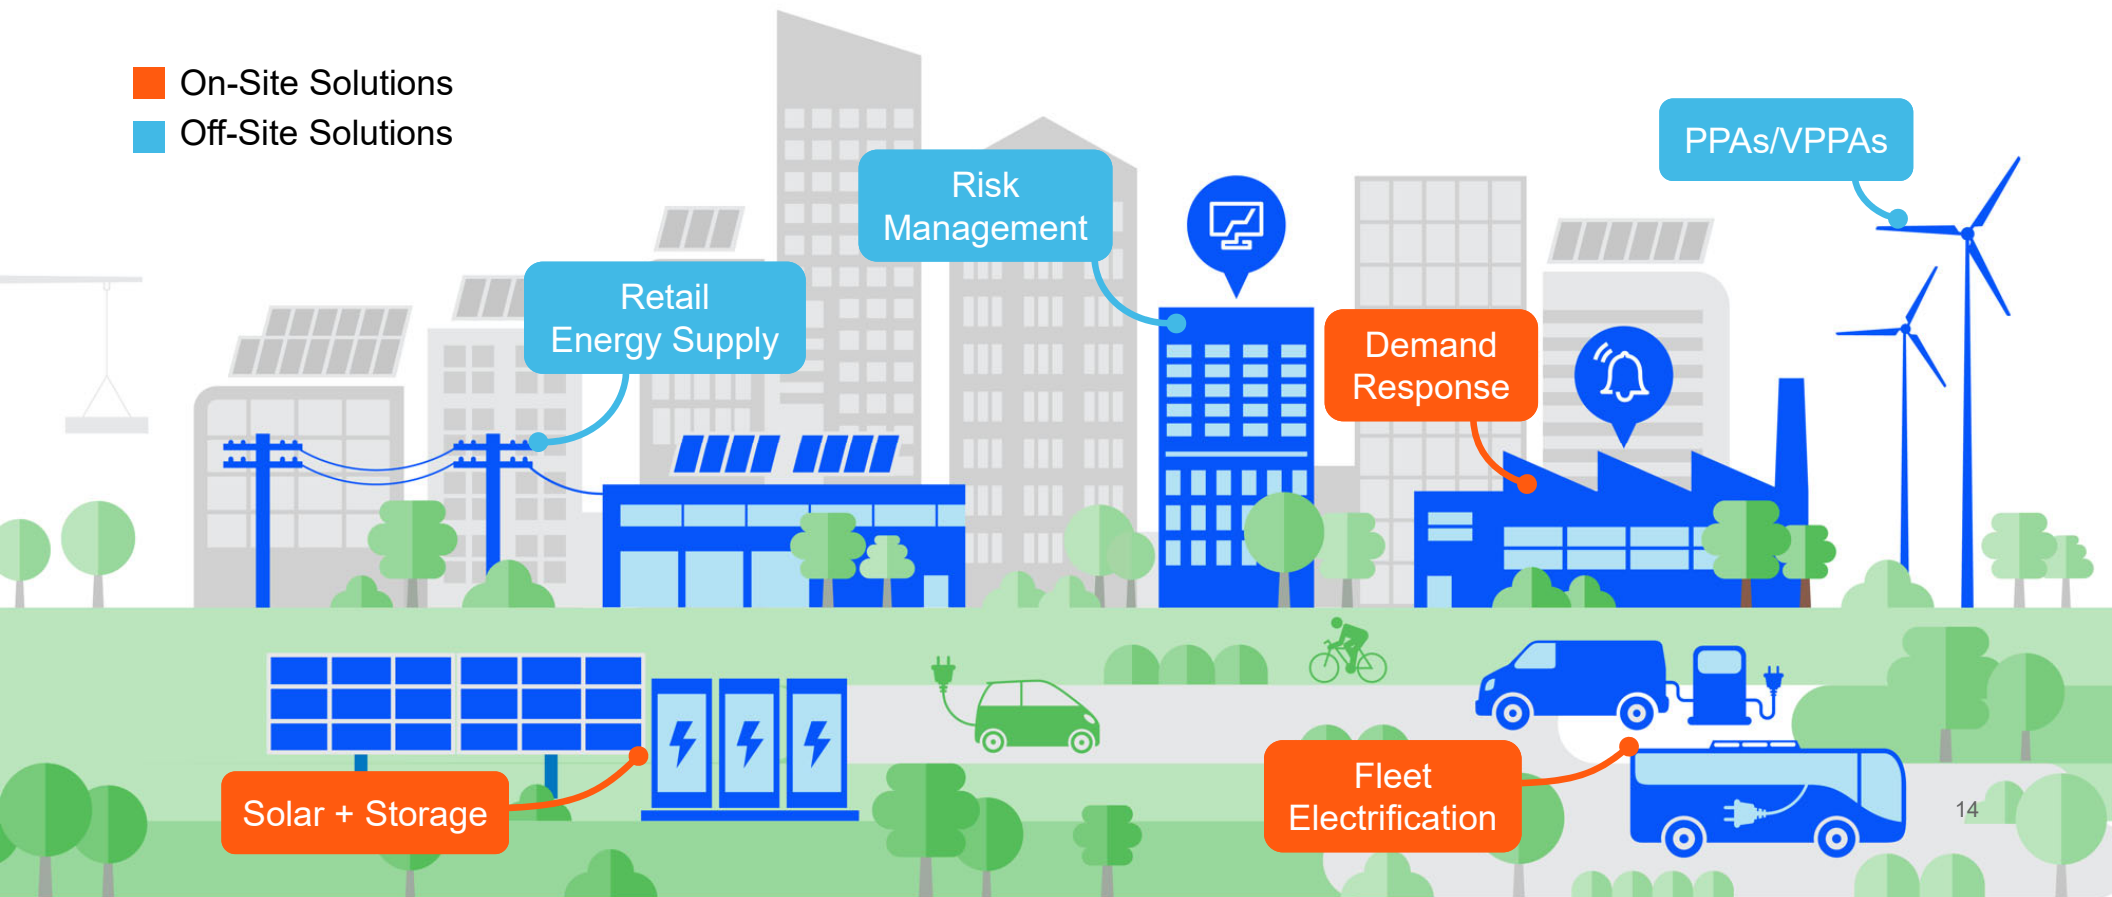 On-Site Solutions
Off-Site Solutions
PPAs/VPPAs
Risk
Management
Retail
Energy Supply
Demand
Response
Solar + Storage
Fleet
Electrification
14